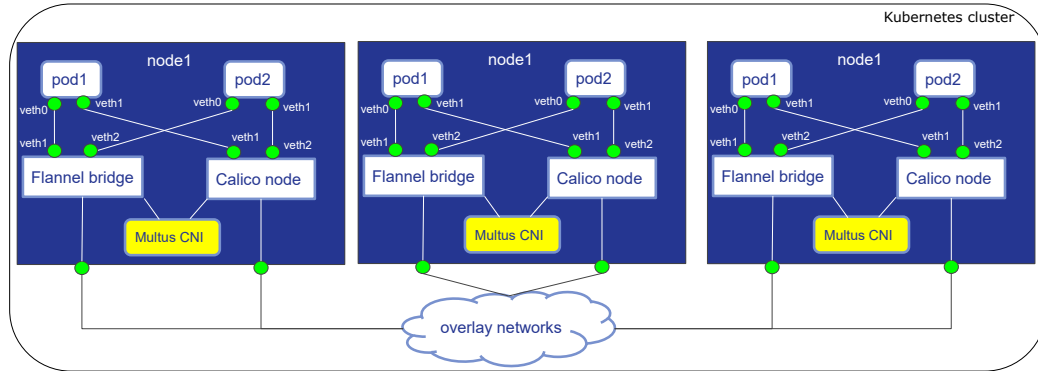 Kubernetes cluster
node1
pod1
pod2
veth0
veth1
veth0
veth1
veth1
veth2
veth1
veth2
Flannel bridge
Calico node
Multus CNI
node1
pod1
pod2
veth0
veth1
veth0
veth1
veth1
veth2
veth1
veth2
Flannel bridge
Calico node
Multus CNI
node1
pod1
pod2
veth0
veth1
veth0
veth1
veth1
veth2
veth1
veth2
Flannel bridge
Calico node
Multus CNI
overlay networks